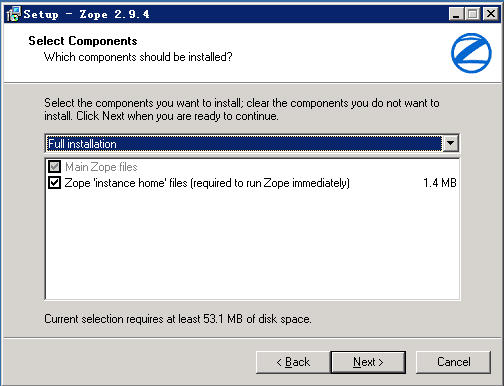 Setup - Zope 2.9.4
Select Components
Which components should be installed?
Select the components you want to install; clear the components you do not want to
install. Click Next when you are ready to continue.
Full installation
Main Zope files
Zope 'instance home' files (required to run Zope immediately) 1.4 MB
Current selection requires at least 53.1 MB of disk space.
< Back Next > Cancel